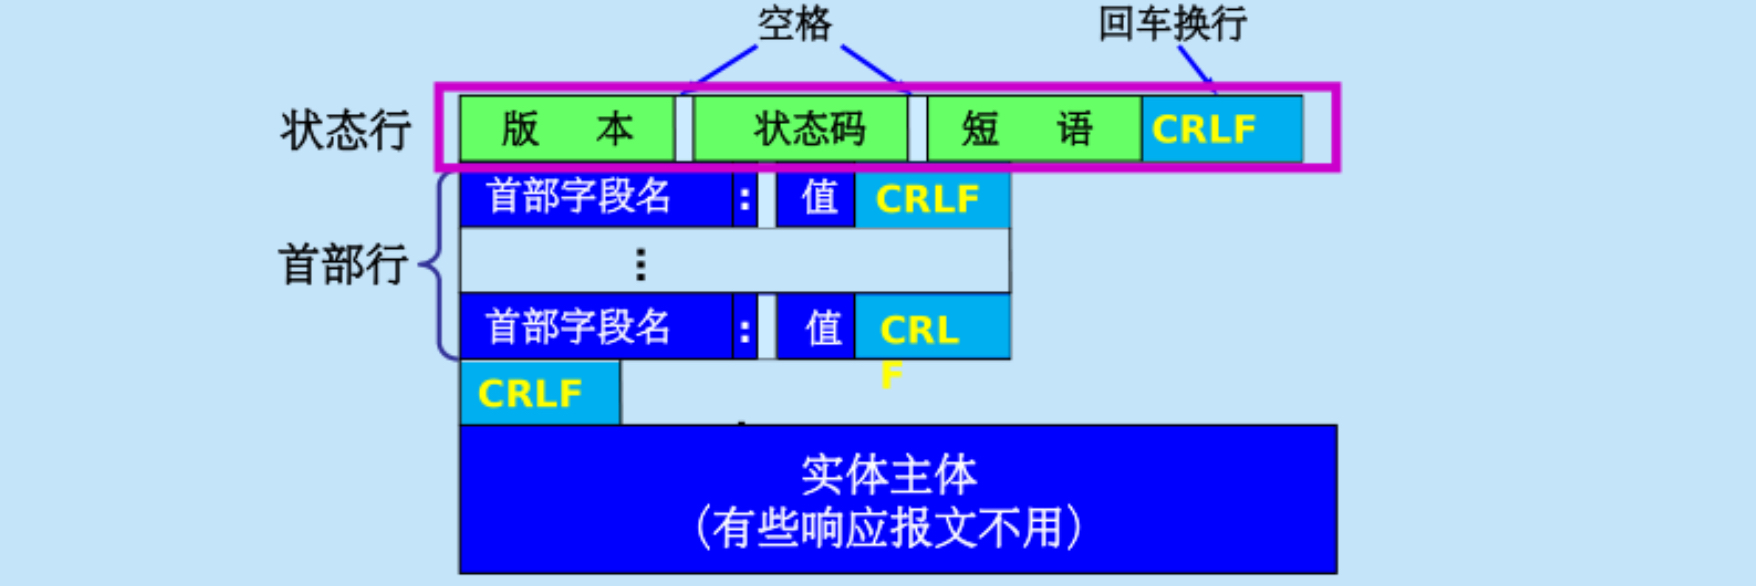 空格 回车换行
状态行 版 本 状态码 短 语 CRLF
首部字段名 : 值 CRLF
首部行 ⋮
首部字段名 : 值 CRL
F
CRLF
实体主体
(有些响应报文不用)